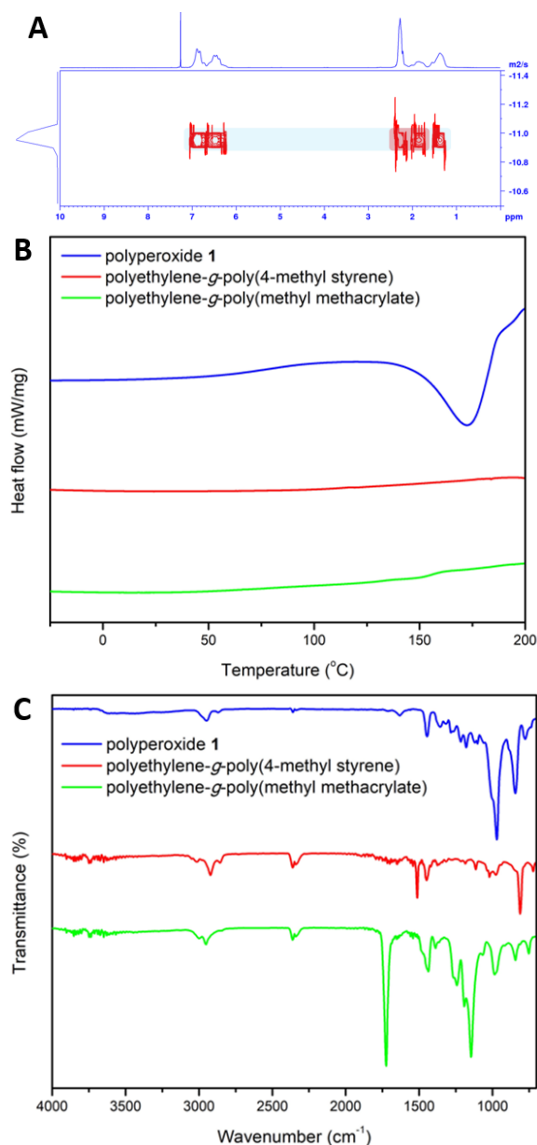 A
m2/s
-11.4
-11.2
-11.0
-10.8
-10.6
10 9 8 7 6 5 4 3 2 1 ppm
B
polyperoxide 1
polyethylene-g-poly(4-methyl styrene)
polyethylene-g-poly(methyl methacrylate)
Heat flow (mW/mg)
0 50 100 150 200
Temperature (°C)
C
polyperoxide 1
polyethylene-g-poly(4-methyl styrene)
polyethylene-g-poly(methyl methacrylate)
Transmittance (%)
4000 3500 3000 2500 2000 1500 1000
Wavenumber (cm⁻¹)